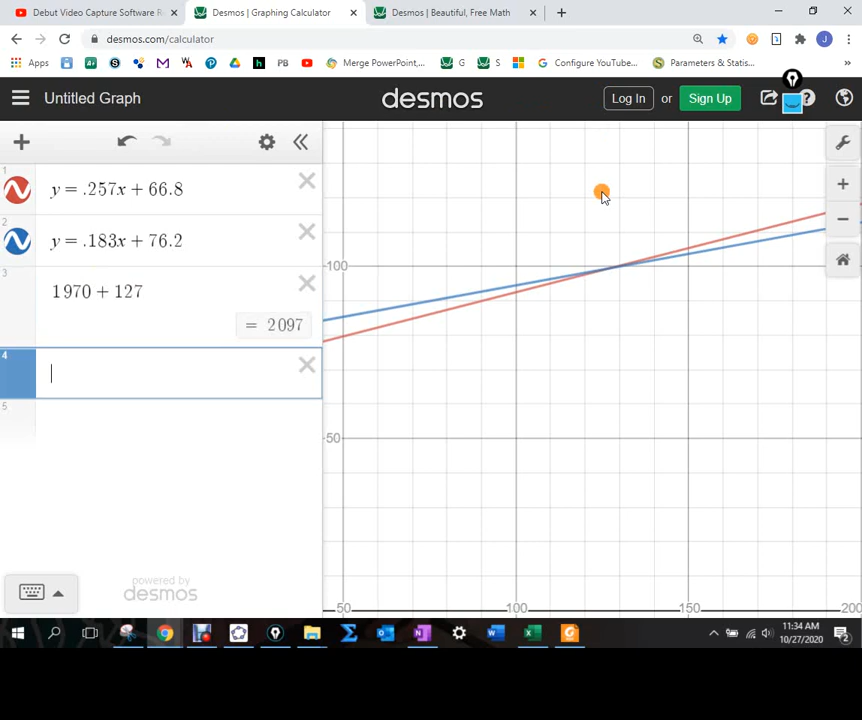 Debut Video Capture Software Re
Desmos | Graphing Calculator
Desmos | Beautiful, Free Math
desmos.com/calculator
J
Apps
PB
Merge PowerPoint,...
G
S
Configure YouTube...
Parameters & Statis...
»
Untitled Graph
desmos
Log In or Sign Up
?
1
y = .257x + 66.8
2
y = .183x + 76.2
3
1970 + 127
= 2097
4
5
powered by
desmos
100
50
50
100
150
200
11:34 AM
10/27/2020
2